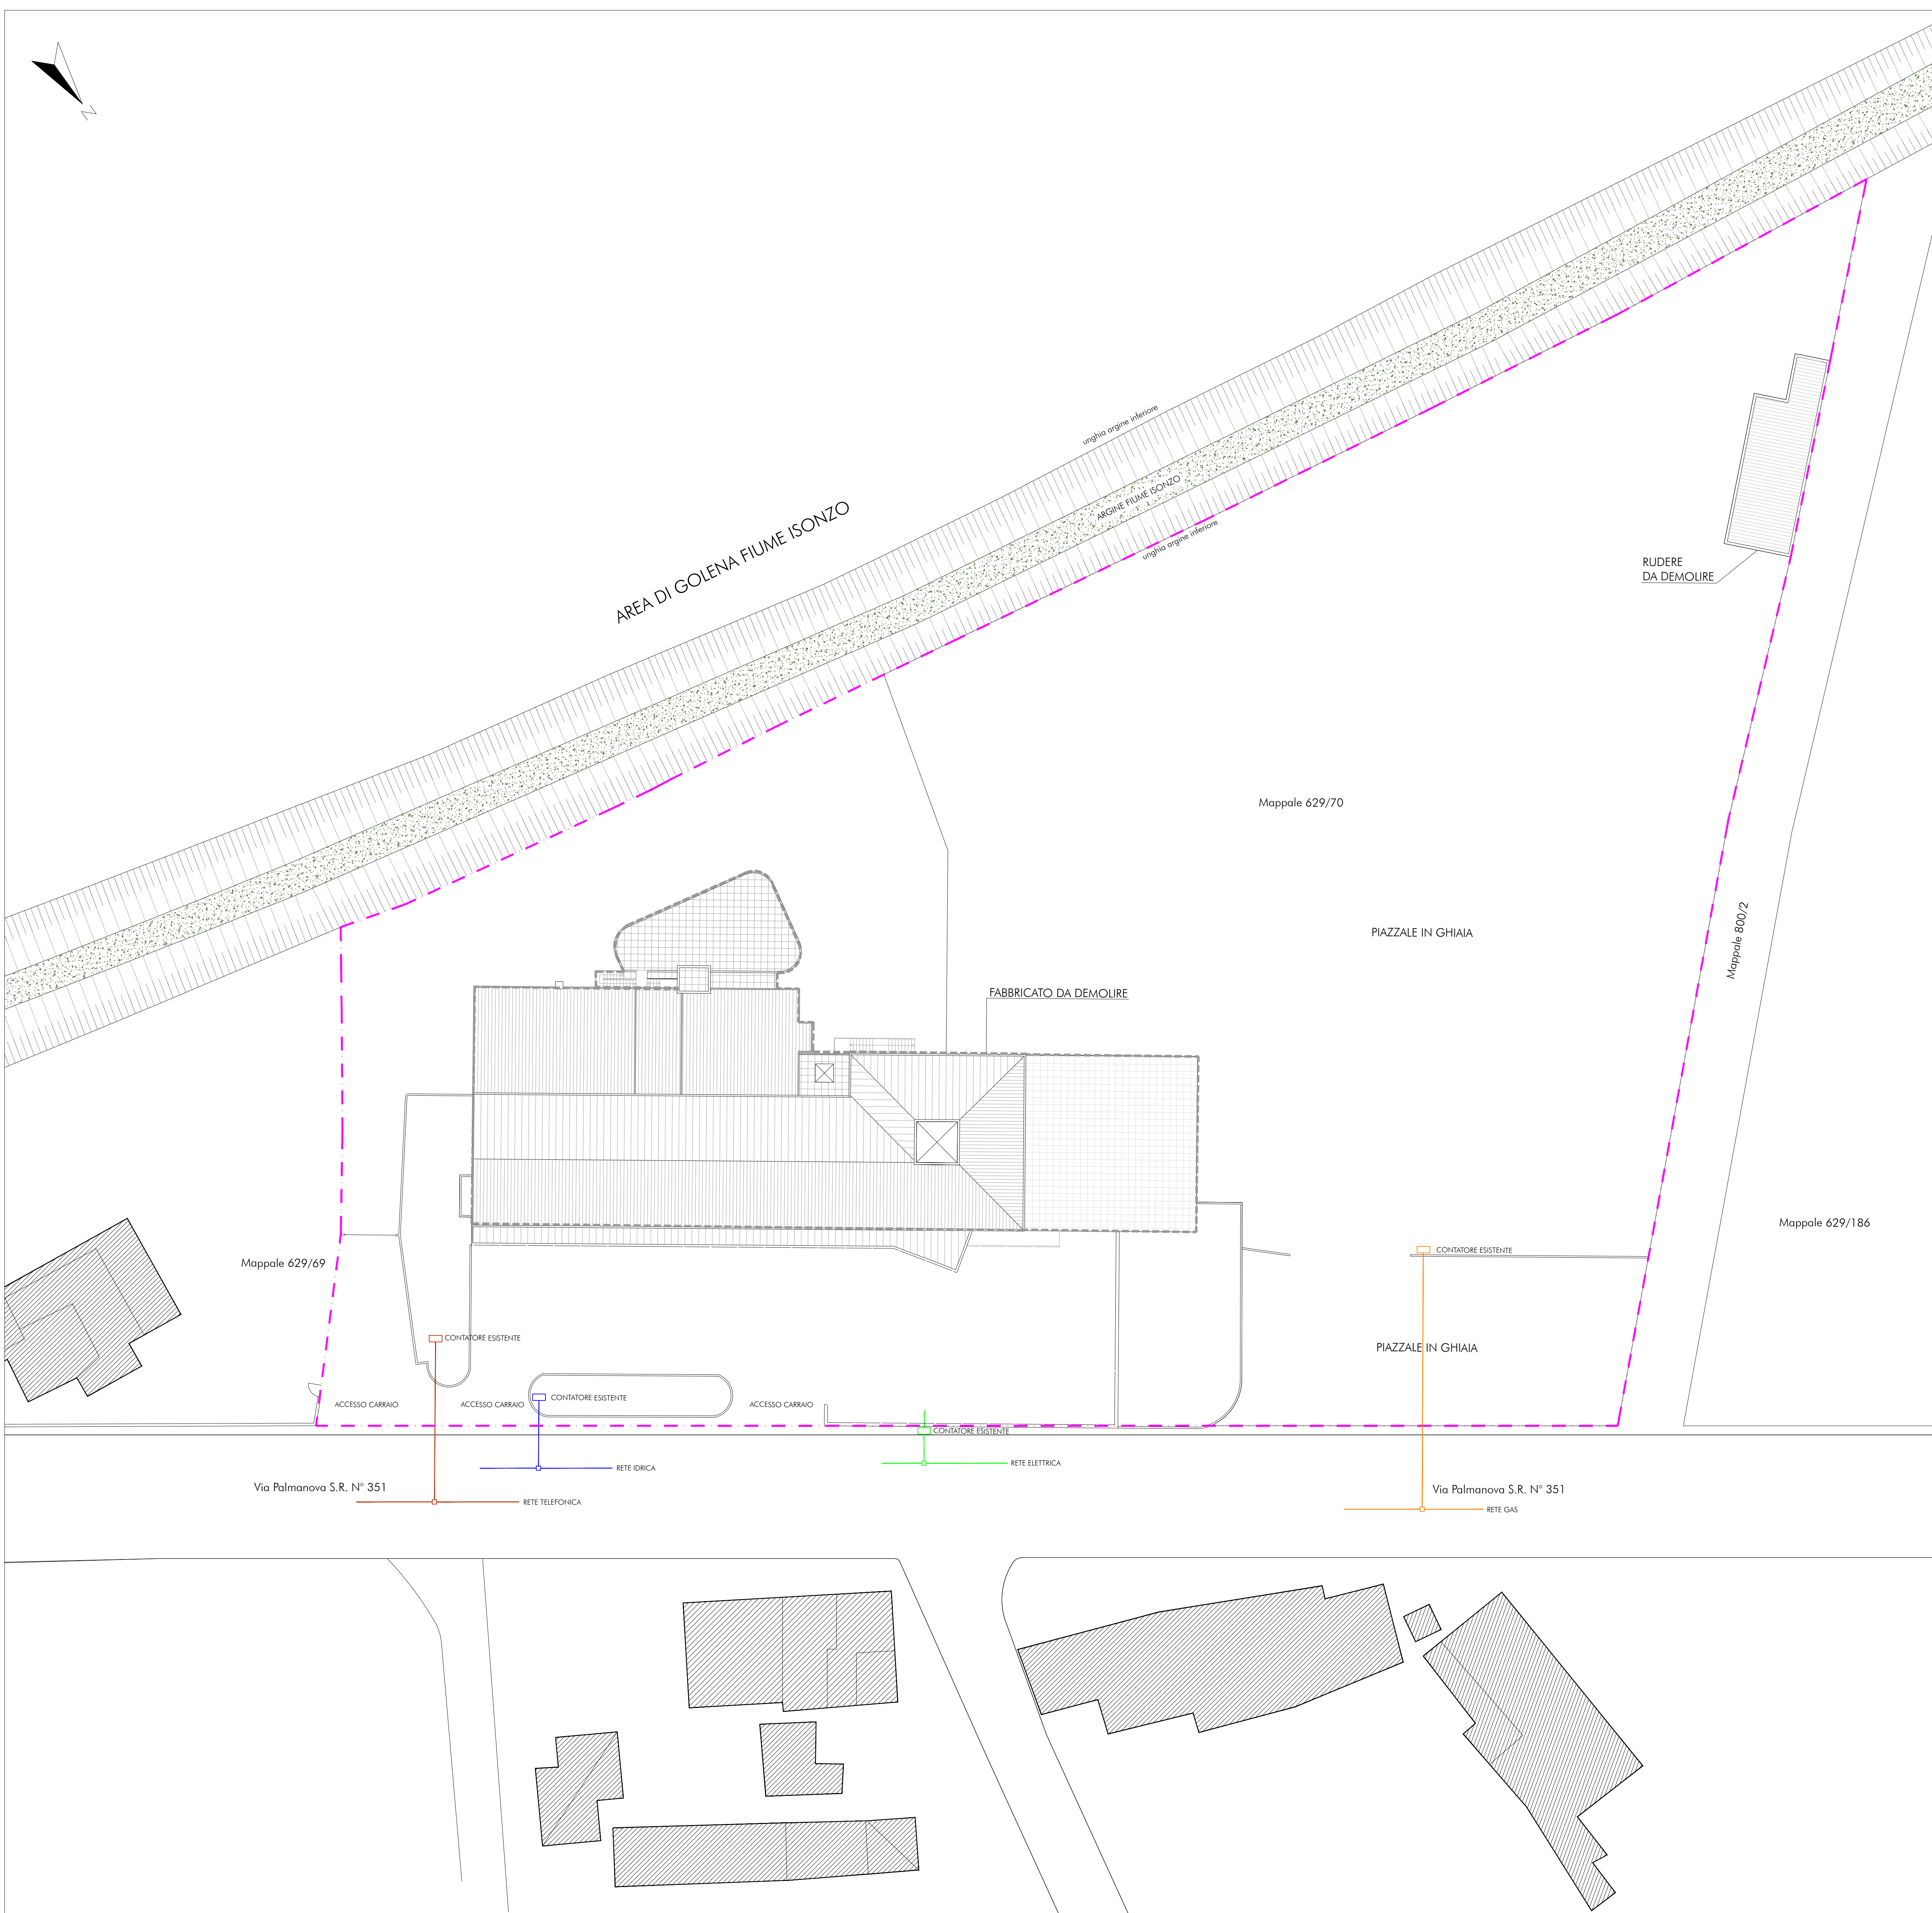 N
unghia argine inferiore
ARGINE FIUME ISONZO
AREA DI GOLENA FIUME ISONZO
unghia argine inferiore
RUDERE
DA DEMOLIRE
Mappale 629/70
PIAZZALE IN GHIAIA
Mappale 800/2
FABBRICATO DA DEMOLIRE
Mappale 629/186
CONTATORE ESISTENTE
Mappale 629/69
CONTATORE ESISTENTE
PIAZZALE IN GHIAIA
CONTATORE ESISTENTE
ACCESSO CARRAIO
ACCESSO CARRAIO
ACCESSO CARRAIO
CONTATORE ESISTENTE
RETE ELETTRICA
RETE IDRICA
Via Palmanova S.R. N° 351
Via Palmanova S.R. N° 351
RETE TELEFONICA
RETE GAS